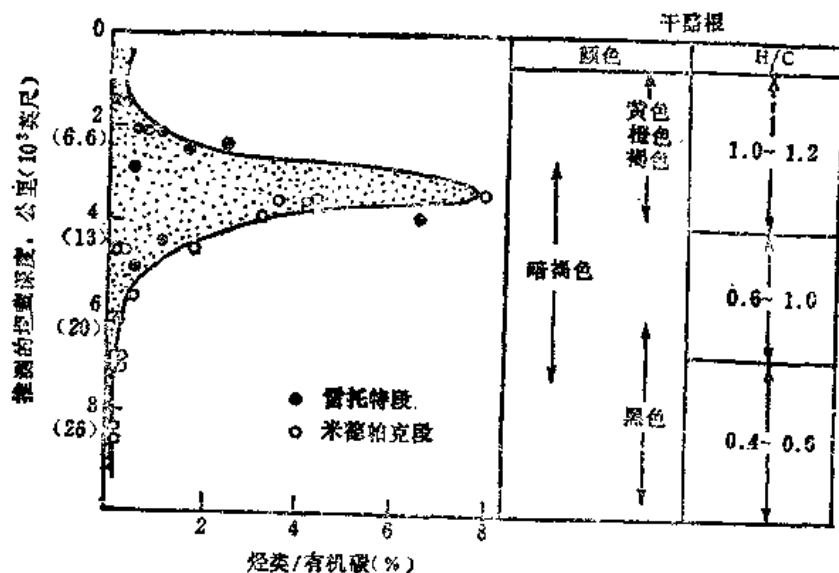 干酪根
颜色
H/C
0
2
(6.6)
4
(13)
6
(20)
8
(26)
推测的埋藏深度，公里(10³英尺)
黄色
橙色
褐色
暗褐色
黑色
1.0~1.2
0.6~1.0
0.4~0.6
雷托特段
米德帕克段
2
4
6
8
烃类/有机碳(%)